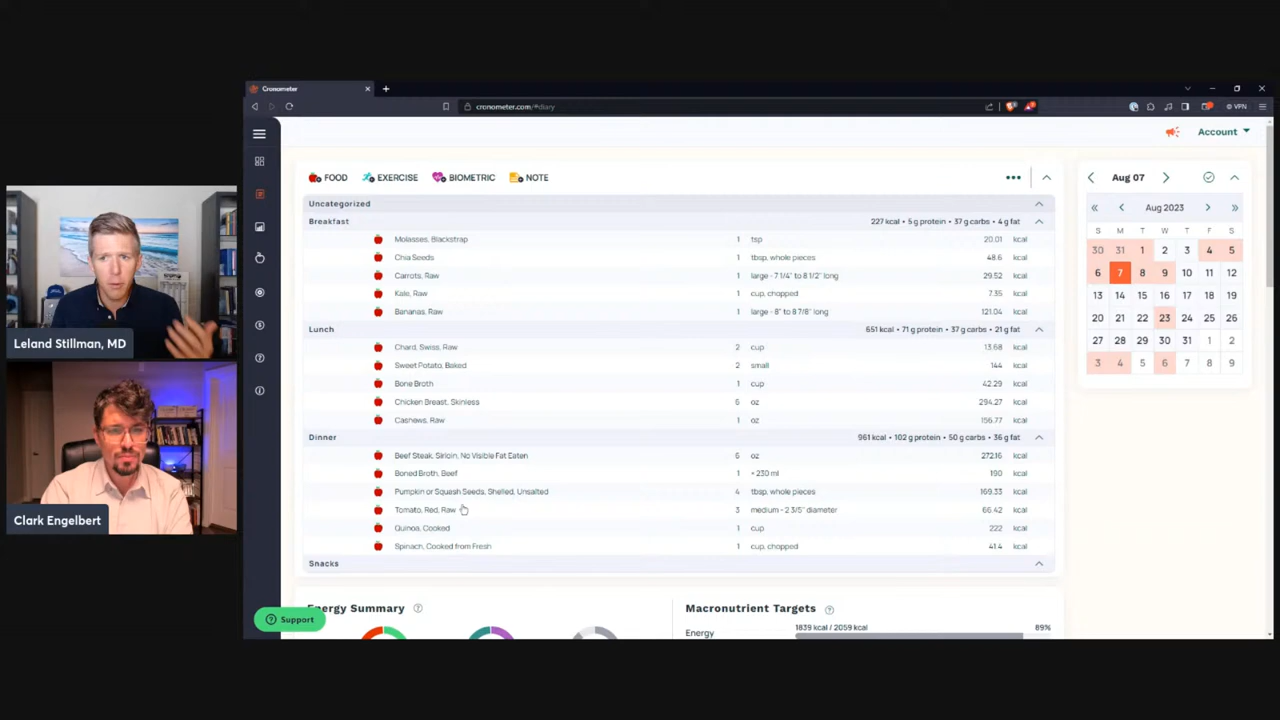 Cronometer
cronometer.com/#diary
VPN
Account
FOOD EXERCISE BIOMETRIC NOTE
Uncategorized
Breakfast 227 kcal • 5 g protein • 37 g carbs • 4 g fat
Molasses, Blackstrap 1 tsp 20.01 kcal
Chia Seeds 1 tbsp, whole pieces 48.6 kcal
Carrots, Raw 1 large - 7 1/4" to 8 1/2" long 29.52 kcal
Kale, Raw 1 cup, chopped 7.35 kcal
Bananas, Raw 1 large - 8" to 8 7/8" long 121.04 kcal
Lunch 651 kcal • 71 g protein • 37 g carbs • 21 g fat
Chard, Swiss, Raw 2 cup 13.68 kcal
Sweet Potato, Baked 2 small 144 kcal
Bone Broth 1 cup 42.29 kcal
Chicken Breast, Skinless 6 oz 294.27 kcal
Cashews, Raw 1 oz 156.77 kcal
Dinner 961 kcal • 102 g protein • 50 g carbs • 36 g fat
Beef Steak, Sirloin, No Visible Fat Eaten 6 oz 272.16 kcal
Boned Broth, Beef 1 ≈ 230 ml 190 kcal
Pumpkin or Squash Seeds, Shelled, Unsalted 4 tbsp, whole pieces 169.33 kcal
Tomato, Red, Raw 3 medium - 2 3/5" diameter 66.42 kcal
Quinoa, Cooked 1 cup 222 kcal
Spinach, Cooked from Fresh 1 cup, chopped 41.4 kcal
Snacks
Energy Summary ?
Macronutrient Targets ?
Energy 1839 kcal / 2059 kcal 89%
Support
Aug 07
Aug 2023
S M T W T F S
30 31 1 2 3 4 5
6 7 8 9 10 11 12
13 14 15 16 17 18 19
20 21 22 23 24 25 26
27 28 29 30 31 1 2
3 4 5 6 7 8 9
Leland Stillman, MD
Clark Engelbert